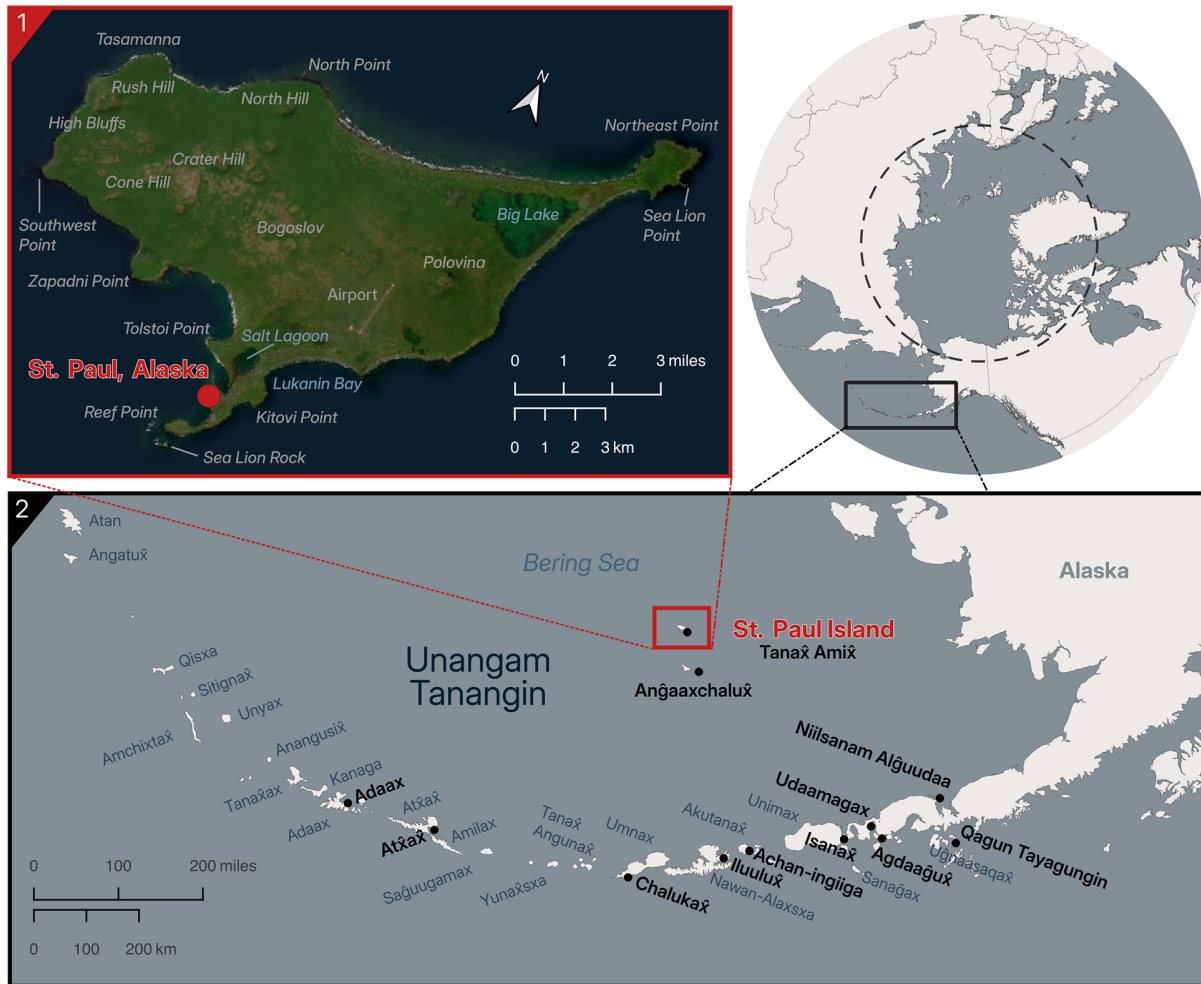 1
Tasamanna
North Point
Rush Hill
North Hill
N
High Bluffs
Northeast Point
Crater Hill
Cone Hill
Big Lake
Sea Lion
Point
Southwest
Point
Bogoslov
Polovina
Zapadni Point
Airport
Tolstoi Point
Salt Lagoon
St. Paul, Alaska
Lukanin Bay
Reef Point
Kitovi Point
Sea Lion Rock
0 1 2 3 miles
0 1 2 3 km
2
Atan
Angatux̂
Bering Sea
Alaska
St. Paul Island
Tanax̂ Amix̂
Anĝaaxchalux̂
Unangam
Tanangin
Qisxa
Sitignax̂
Unyax
Amchixtax̂
Anangusix̂
Kanaga
Tanax̂ax
Adaax
Adaax
Atx̂ax̂
Atx̂ax̂
Amilax
Saĝuugamax
Tanax̂
Angunax̂
Yunax̂sxa
Umnax
Chalukax̂
Akutanax̂
Iluulux̂
Nawan-Alaxsxa
Achan-ingiiga
Unimax
Isanax̂
Sanaĝax
Udaamagax
Agdaaĝux̂
Niilsanam Alĝuudaa
Qagun Tayagungin
Uĝnaasaqax̂
0 100 200 miles
0 100 200 km